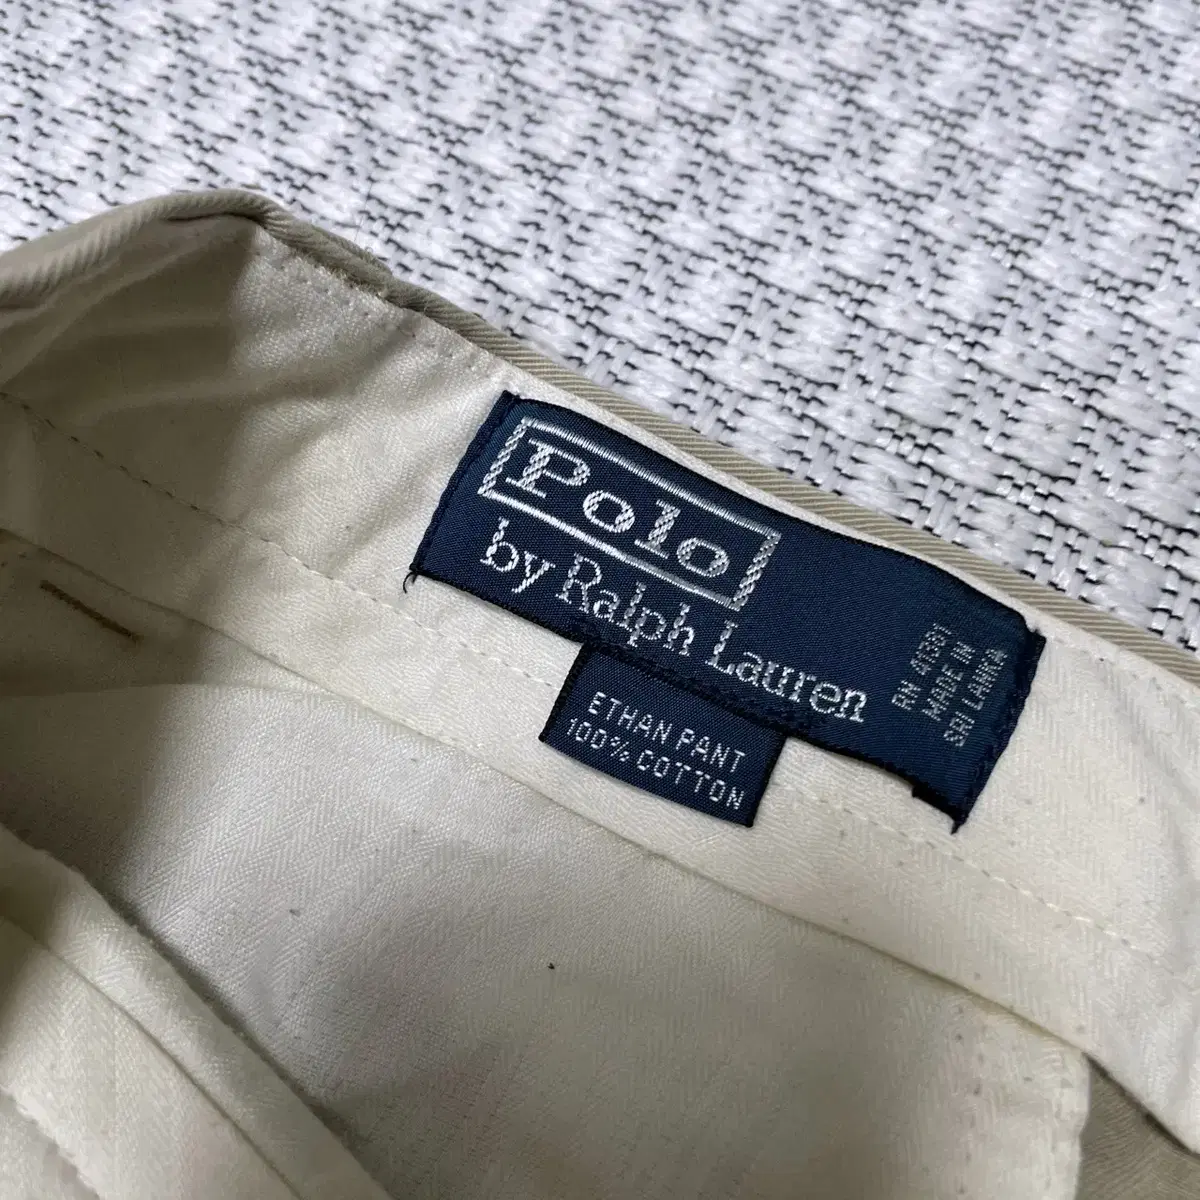 Polo
by Ralph Lauren
RN 41381
MADE IN
SRI LANKA
ETHAN PANT
100% COTTON